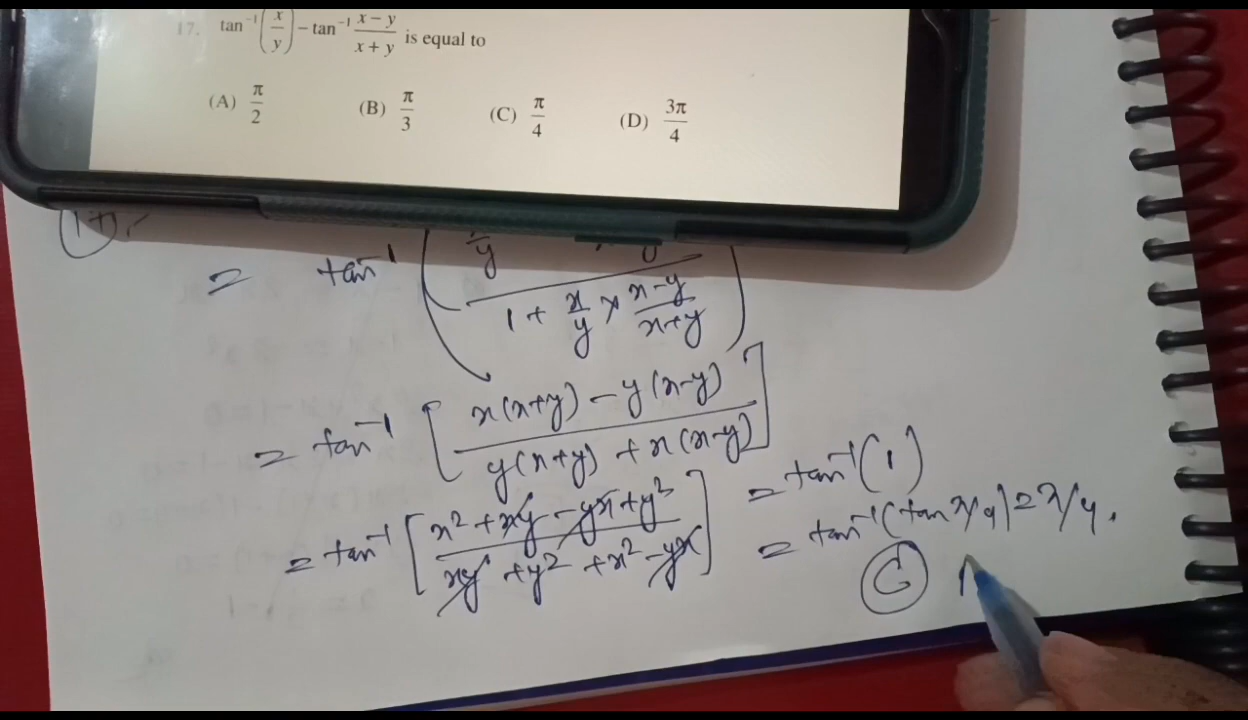 17. tan⁻¹(x/y) − tan⁻¹ (x − y)/(x + y) is equal to
(A) π/2 (B) π/3 (C) π/4 (D) 3π/4
17.
= tan⁻¹ ( / 1 + x/y × (x-y)/(x+y) )
= tan⁻¹ [ x(x+y) − y(x-y) / y(x+y) + x(x-y) ]
= tan⁻¹ [ x² + xy − yx + y² / xy + y² + x² − yx ]
= tan⁻¹(1)
= tan⁻¹(tan π/4) = π/4.
C